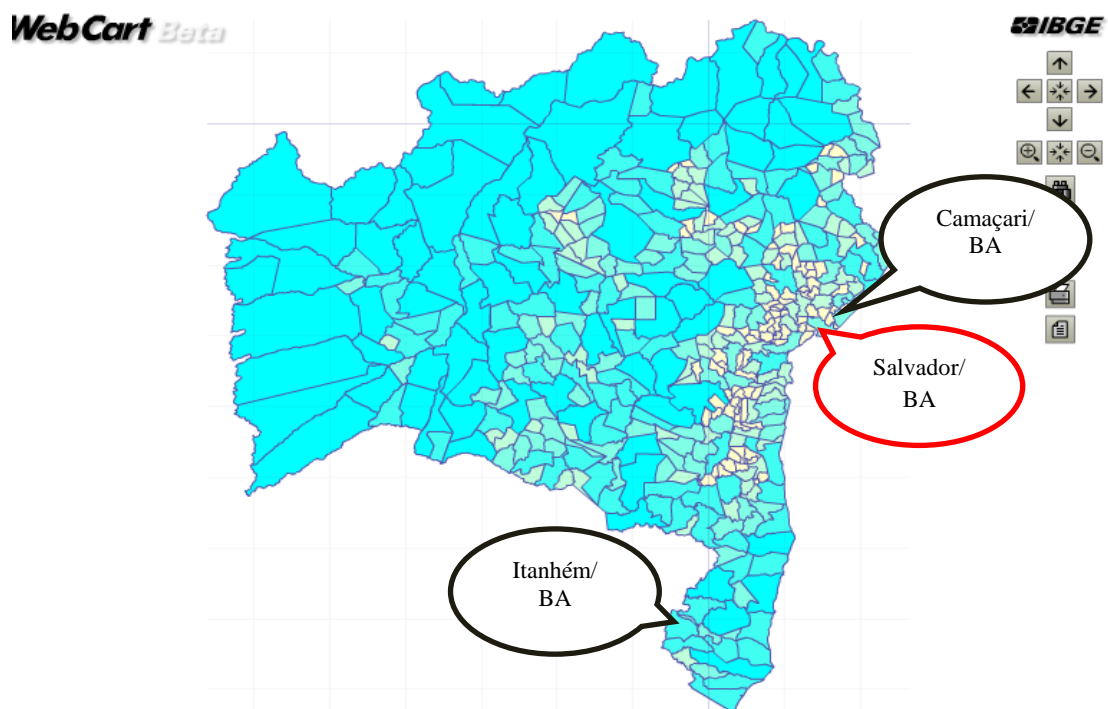 WebCart Beta
IBGE
Camaçari/
BA
Salvador/
BA
Itanhém/
BA